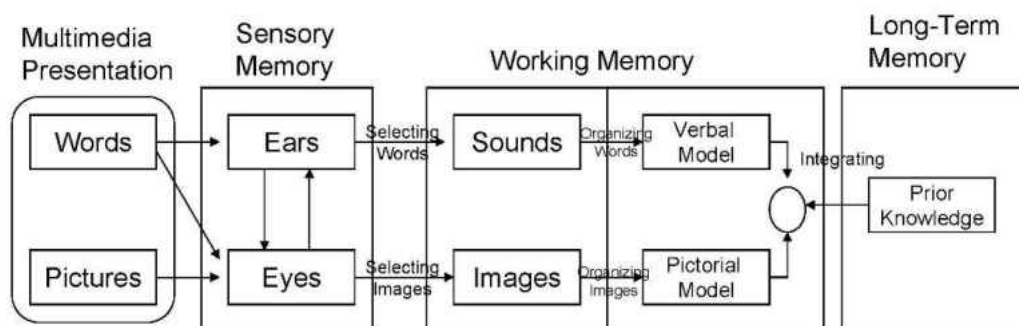 Multimedia
Presentation
Sensory
Memory
Working Memory
Long-Term
Memory
Words
Ears
Selecting
Words
Sounds
Organizing
Words
Verbal
Model
Integrating
Prior
Knowledge
Pictures
Eyes
Selecting
Images
Images
Organizing
Images
Pictorial
Model